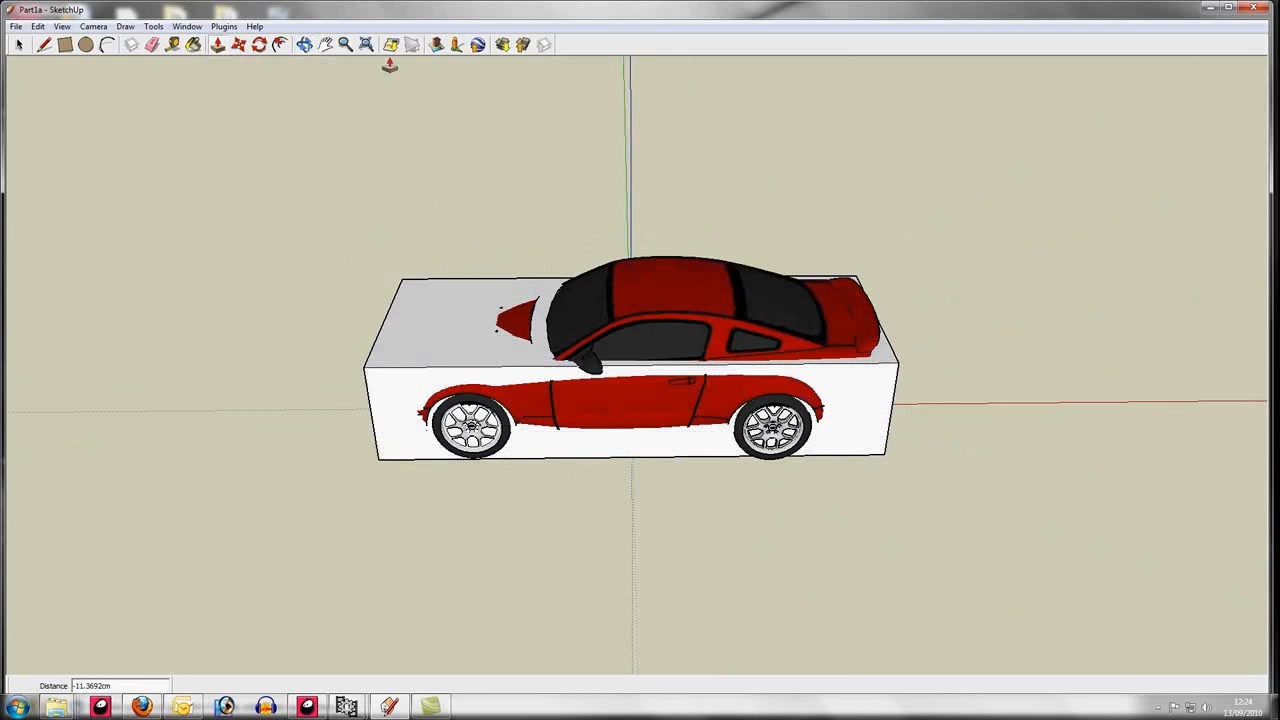 Part1a - SketchUp
File Edit View Camera Draw Tools Window Plugins Help
Distance -11.3692cm
12:24
13/09/2010